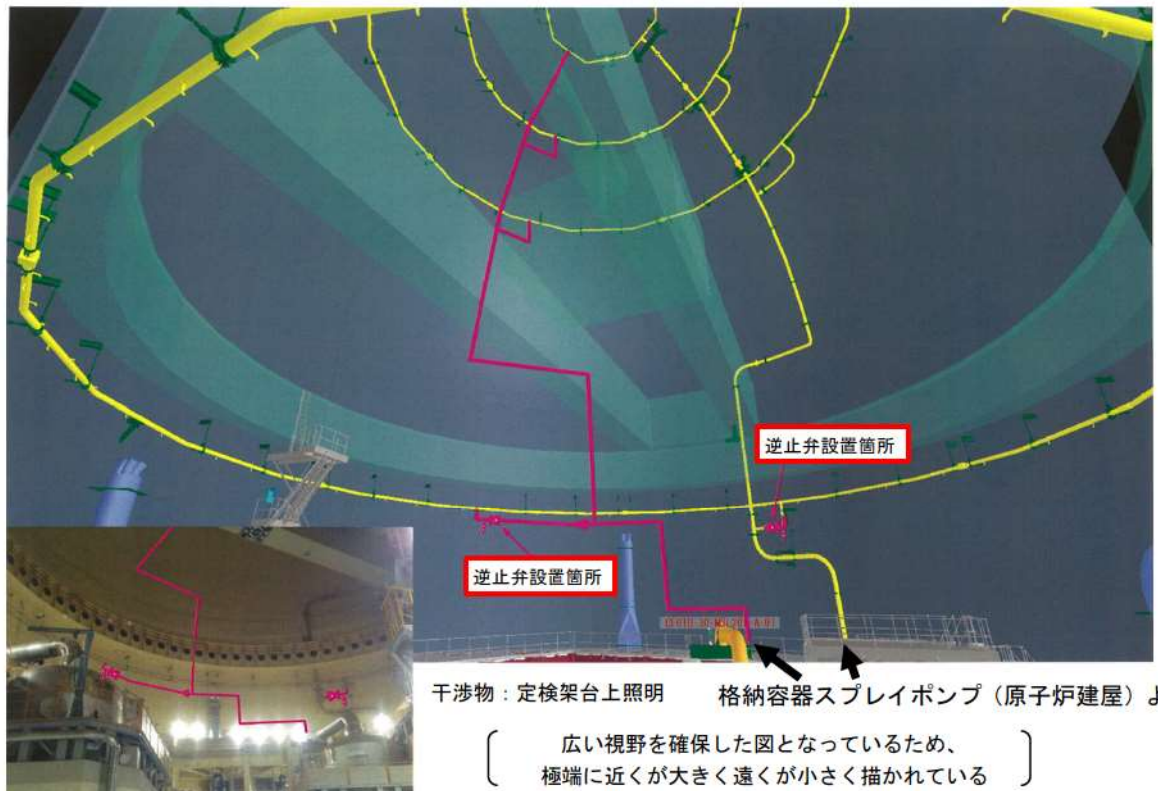 逆止弁設置箇所
逆止弁設置箇所
干渉物：定検架台上照明
格納容器スプレイポンプ（原子炉建屋）よ
広い視野を確保した図となっているため、
極端に近くが大きく遠くが小さく描かれている